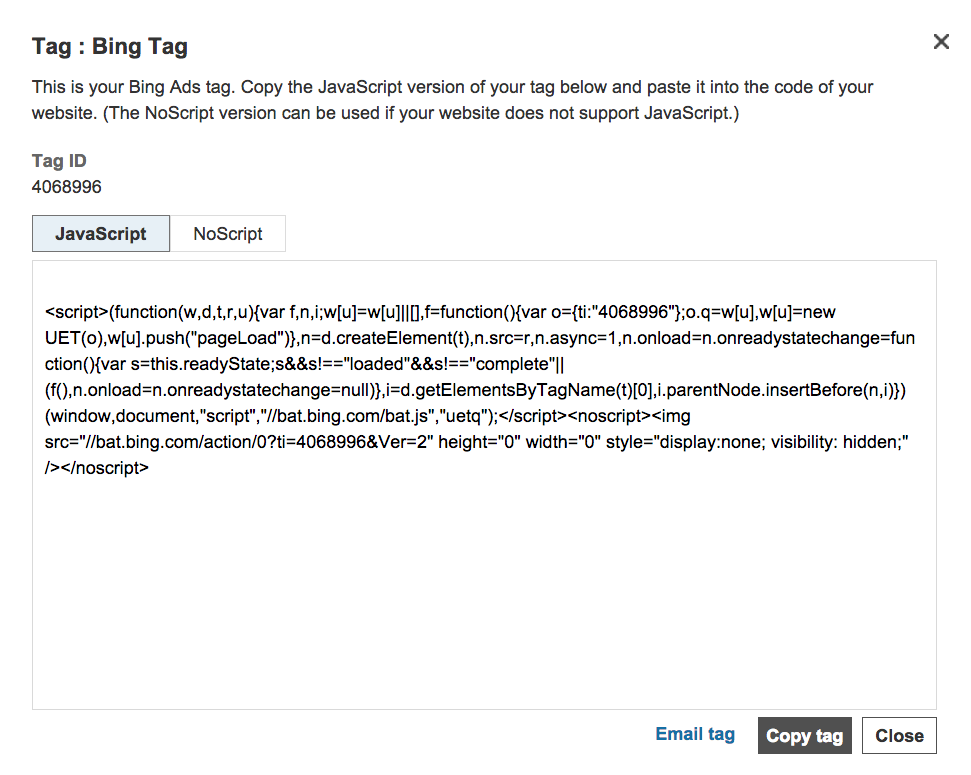 Tag : Bing Tag
This is your Bing Ads tag. Copy the JavaScript version of your tag below and paste it into the code of your
website. (The NoScript version can be used if your website does not support JavaScript.)
Tag ID
4068996
JavaScript NoScript
<script>(function(w,d,t,r,u){var f,n,i;w[u]=w[u]||[],f=function(){var o={ti:"4068996"};o.q=w[u],w[u]=new
UET(o),w[u].push("pageLoad")},n=d.createElement(t),n.src=r,n.async=1,n.onload=n.onreadystatechange=fun
ction(){var s=this.readyState;s&&s!=="loaded"&&s!=="complete"||
(f(),n.onload=n.onreadystatechange=null)},i=d.getElementsByTagName(t)[0],i.parentNode.insertBefore(n,i)})
(window,document,"script","//bat.bing.com/bat.js","uetq");</script><noscript><img
src="//bat.bing.com/action/0?ti=4068996&Ver=2" height="0" width="0" style="display:none; visibility: hidden;"
/></noscript>
Email tag Copy tag Close